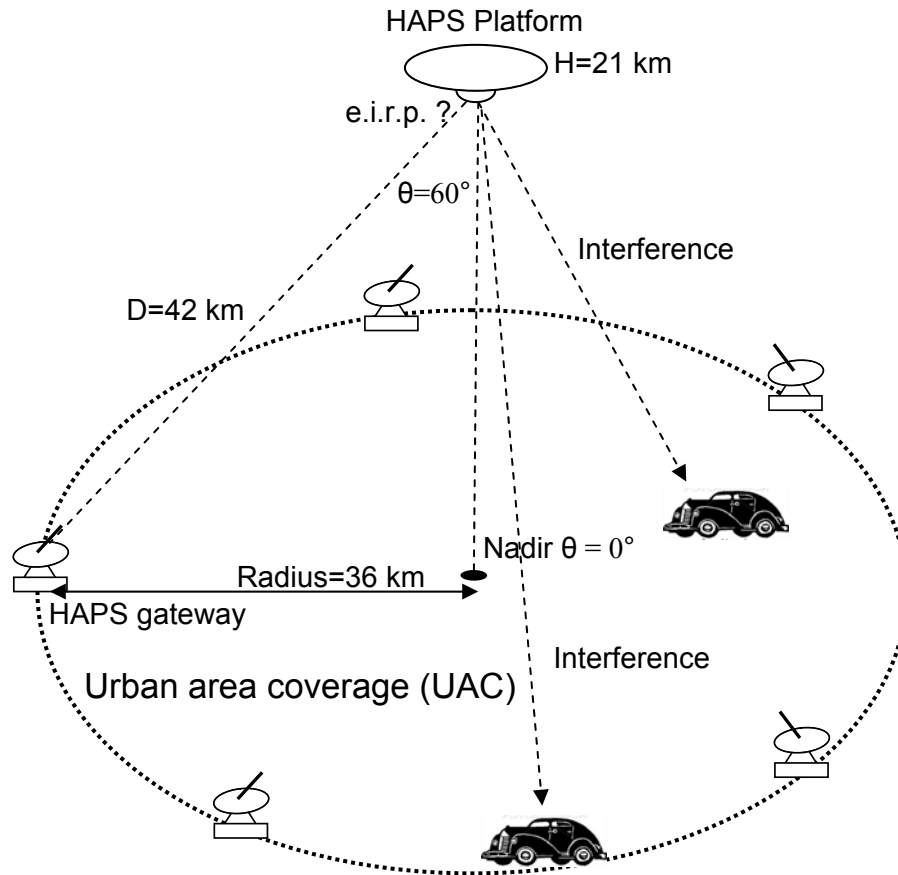 HAPS Platform
H=21 km
e.i.r.p. ?
θ=60°
Interference
D=42 km
Nadir θ = 0°
Radius=36 km
HAPS gateway
Interference
Urban area coverage (UAC)